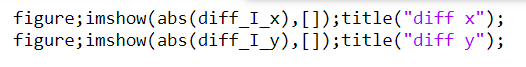 figure;imshow(abs(diff_I_x),[]);title("diff x");
figure;imshow(abs(diff_I_y),[]);title("diff y");